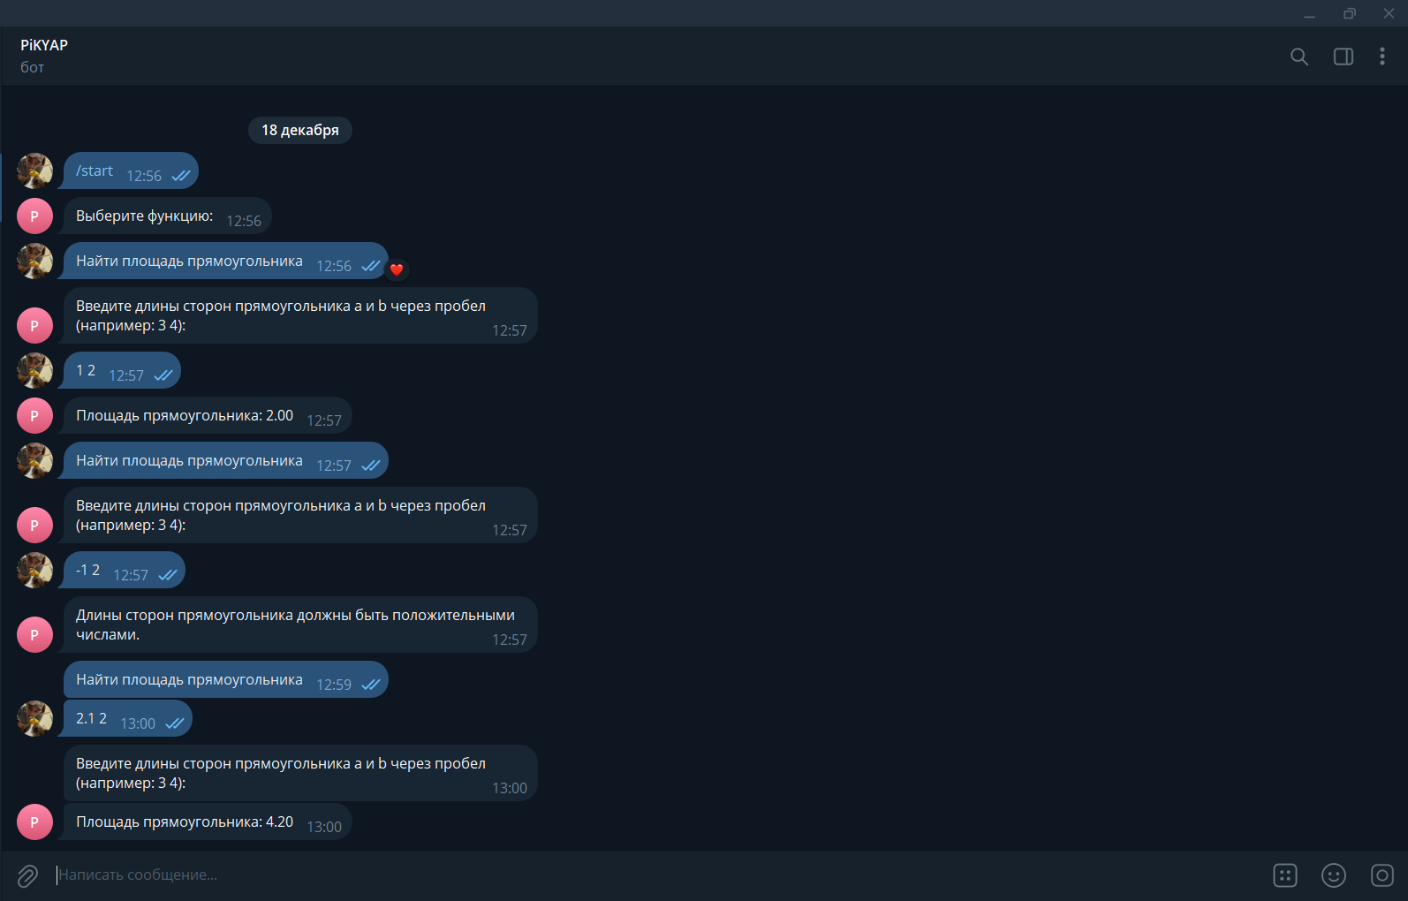 PiKYAP
бот
18 декабря
/start 12:56
P
Выберите функцию: 12:56
Найти площадь прямоугольника 12:56
Введите длины сторон прямоугольника a и b через пробел
(например: 3 4): 12:57
P
1 2 12:57
P
Площадь прямоугольника: 2.00 12:57
Найти площадь прямоугольника 12:57
Введите длины сторон прямоугольника a и b через пробел
(например: 3 4): 12:57
P
-1 2 12:57
Длины сторон прямоугольника должны быть положительными
числами. 12:57
P
Найти площадь прямоугольника 12:59
2.1 2 13:00
Введите длины сторон прямоугольника a и b через пробел
(например: 3 4): 13:00
P
Площадь прямоугольника: 4.20 13:00
Написать сообщение...